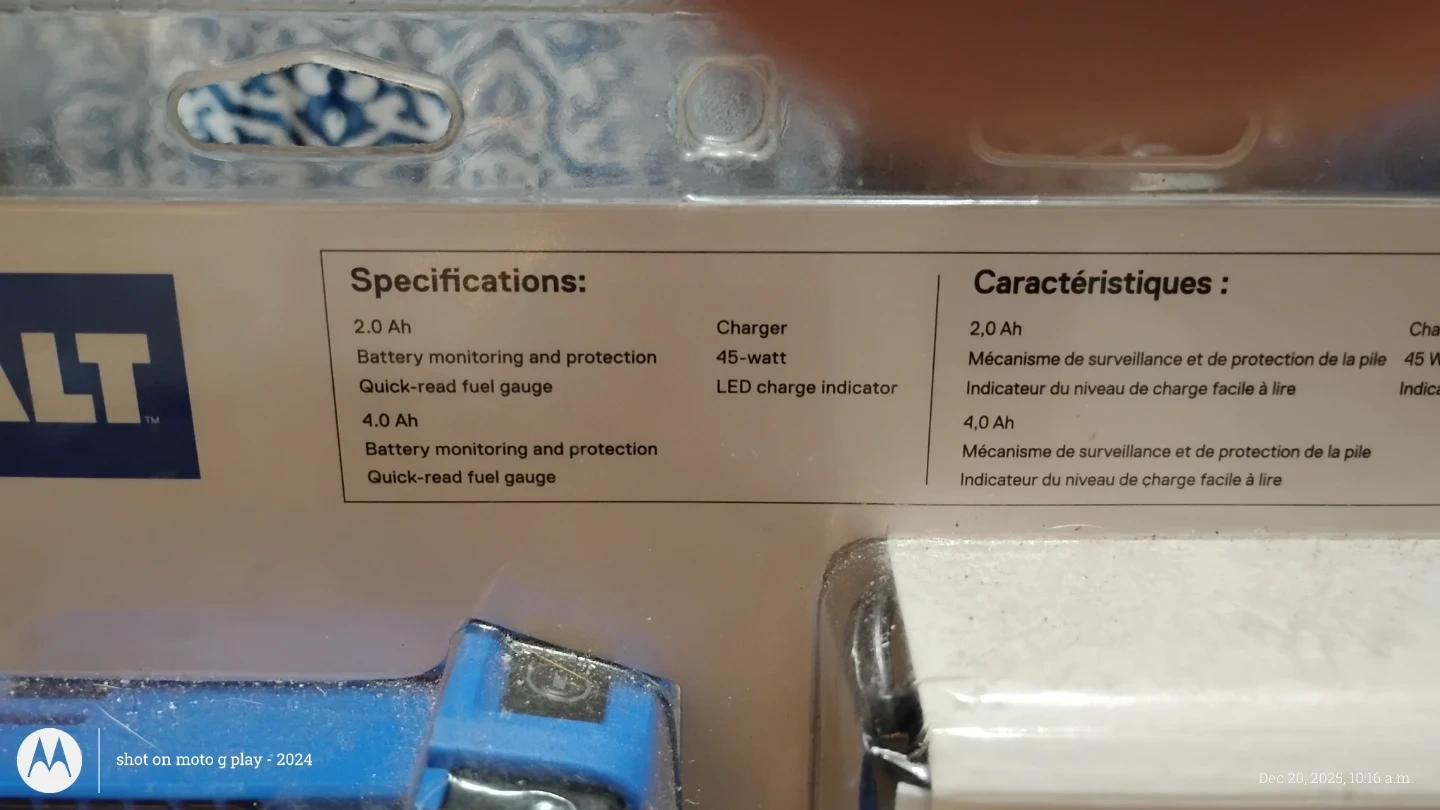 ALT
TM
Specifications:
2.0 Ah
Battery monitoring and protection
Quick-read fuel gauge
4.0 Ah
Battery monitoring and protection
Quick-read fuel gauge
Charger
45-watt
LED charge indicator
Caractéristiques :
2,0 Ah
Mécanisme de surveillance et de protection de la pile
Indicateur du niveau de charge facile à lire
4,0 Ah
Mécanisme de surveillance et de protection de la pile
Indicateur du niveau de charge facile à lire
Cha
45 W
Indic
shot on moto g play - 2024
Dec 20, 2025, 10:16 a.m.